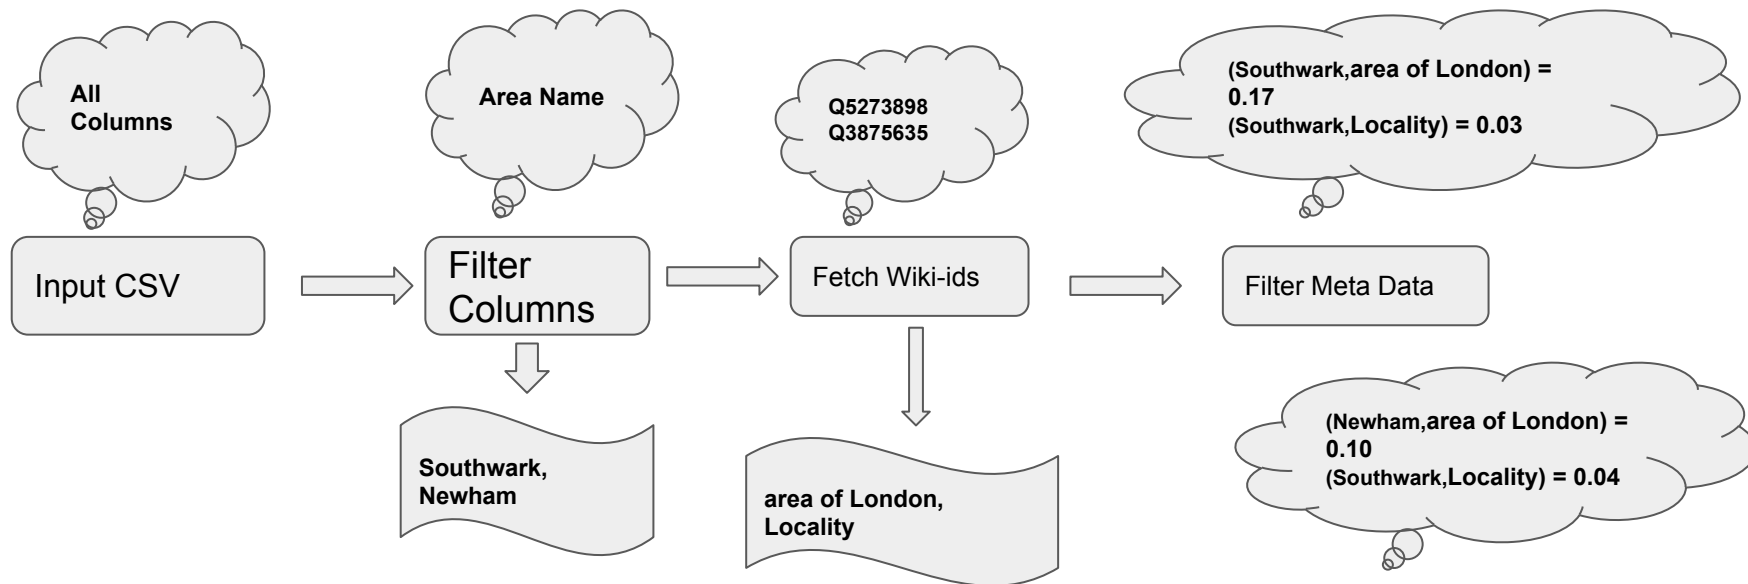 All
Columns
Area Name
Q5273898
Q3875635
(Southwark,area of London) =
0.17
(Southwark,Locality) = 0.03
Input CSV
Filter
Columns
Fetch Wiki-ids
Filter Meta Data
Southwark,
Newham
area of London,
Locality
(Newham,area of London) =
0.10
(Southwark,Locality) = 0.04